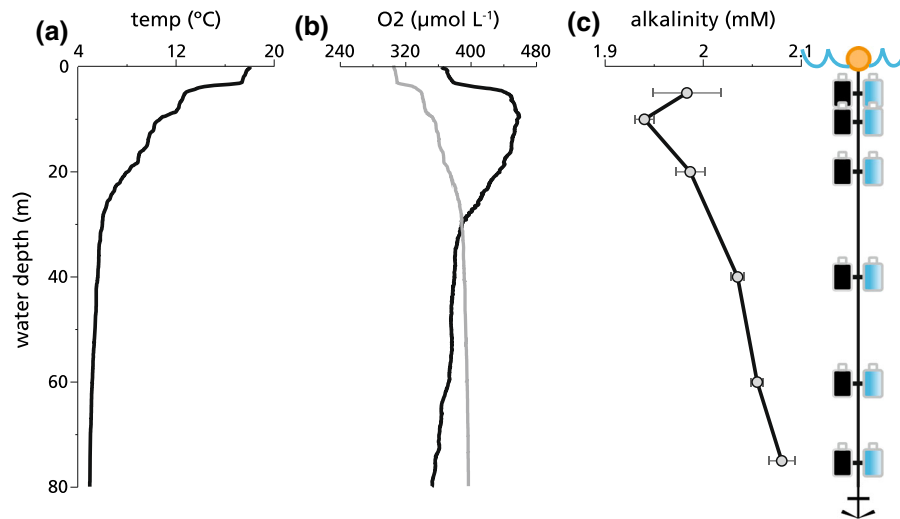 (a) temp (°C)
4 12 20
(b) O2 (µmol L-1)
240 320 400 480
(c) alkalinity (mM)
1.9 2 2.1
water depth (m)
0
20
40
60
80